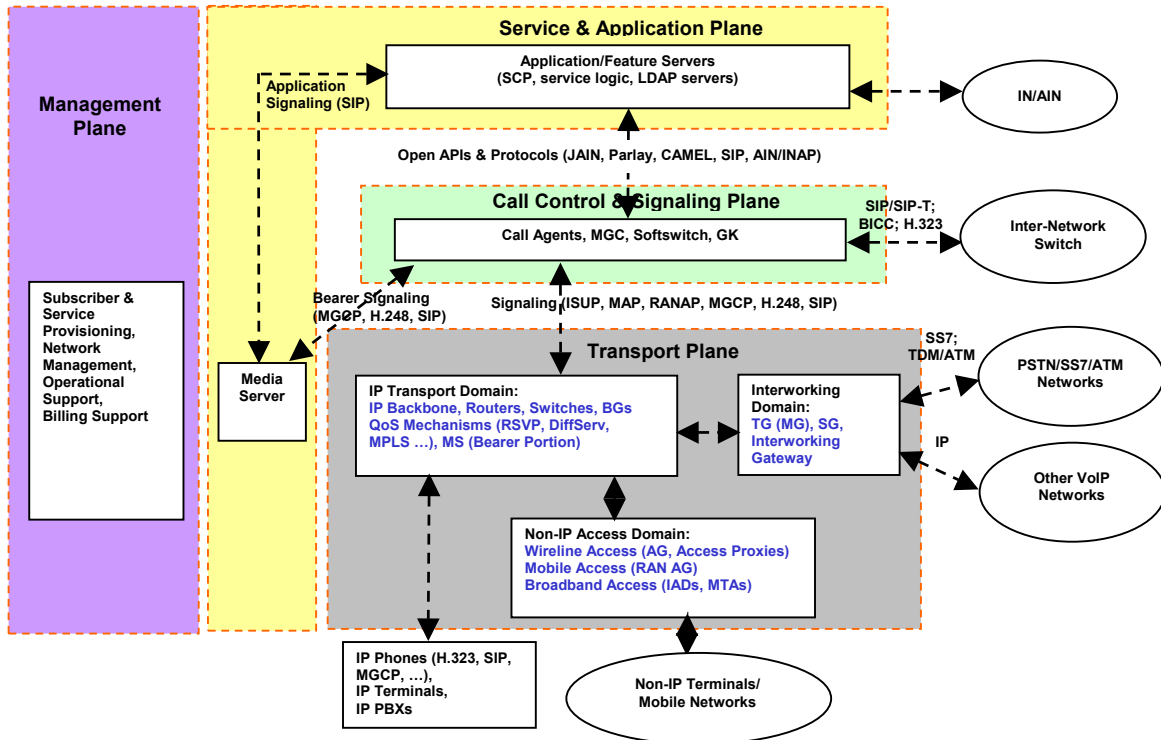 Management
Plane
Subscriber &
Service
Provisioning,
Network
Management,
Operational
Support,
Billing Support
Service & Application Plane
Application/Feature Servers
(SCP, service logic, LDAP servers)
Application
Signaling (SIP)
IN/AIN
Open APIs & Protocols (JAIN, Parlay, CAMEL, SIP, AIN/INAP)
Call Control & Signaling Plane
Call Agents, MGC, Softswitch, GK
SIP/SIP-T;
BICC; H.323
Inter-Network
Switch
Bearer Signaling
(MGCP, H.248, SIP)
Signaling (ISUP, MAP, RANAP, MGCP, H.248, SIP)
Media
Server
Transport Plane
IP Transport Domain:
IP Backbone, Routers, Switches, BGs
QoS Mechanisms (RSVP, DiffServ,
MPLS …), MS (Bearer Portion)
Interworking
Domain:
TG (MG), SG,
Interworking
Gateway
SS7;
TDM/ATM
PSTN/SS7/ATM
Networks
IP
Other VoIP
Networks
Non-IP Access Domain:
Wireline Access (AG, Access Proxies)
Mobile Access (RAN AG)
Broadband Access (IADs, MTAs)
IP Phones (H.323, SIP,
MGCP, …),
IP Terminals,
IP PBXs
Non-IP Terminals/
Mobile Networks